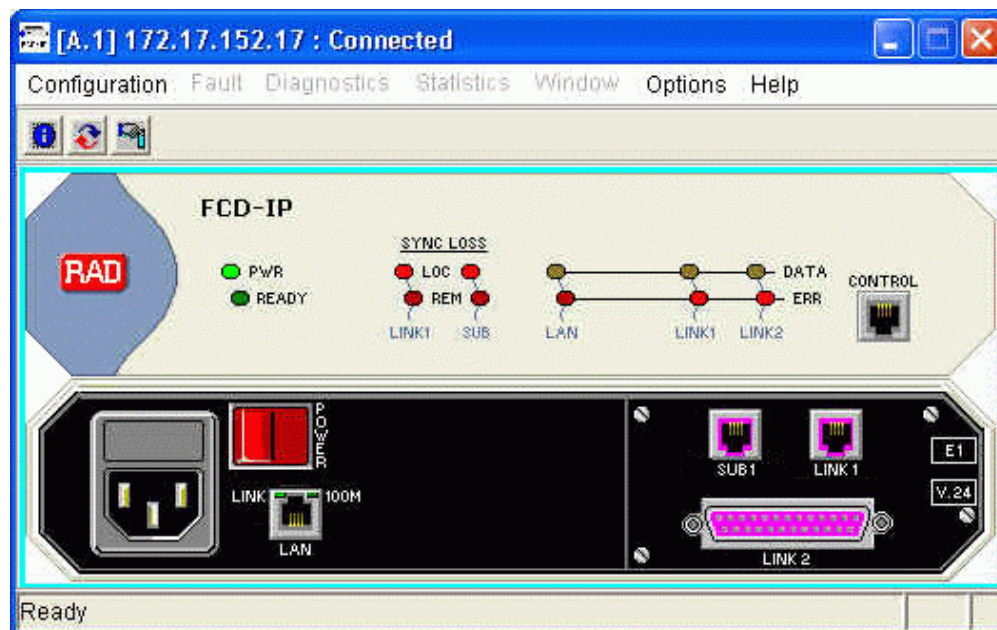 [A.1] 172.17.152.17 : Connected
Configuration Fault Diagnostics Statistics Window Options Help
FCD-IP
RAD
SYNC LOSS
PWR LOC DATA
READY REM ERR
CONTROL
LINK1 SUB LAN LINK1 LINK2
POWER
LINK 100M
LAN
SUB1 LINK 1
E1
V.24
LINK 2
Ready